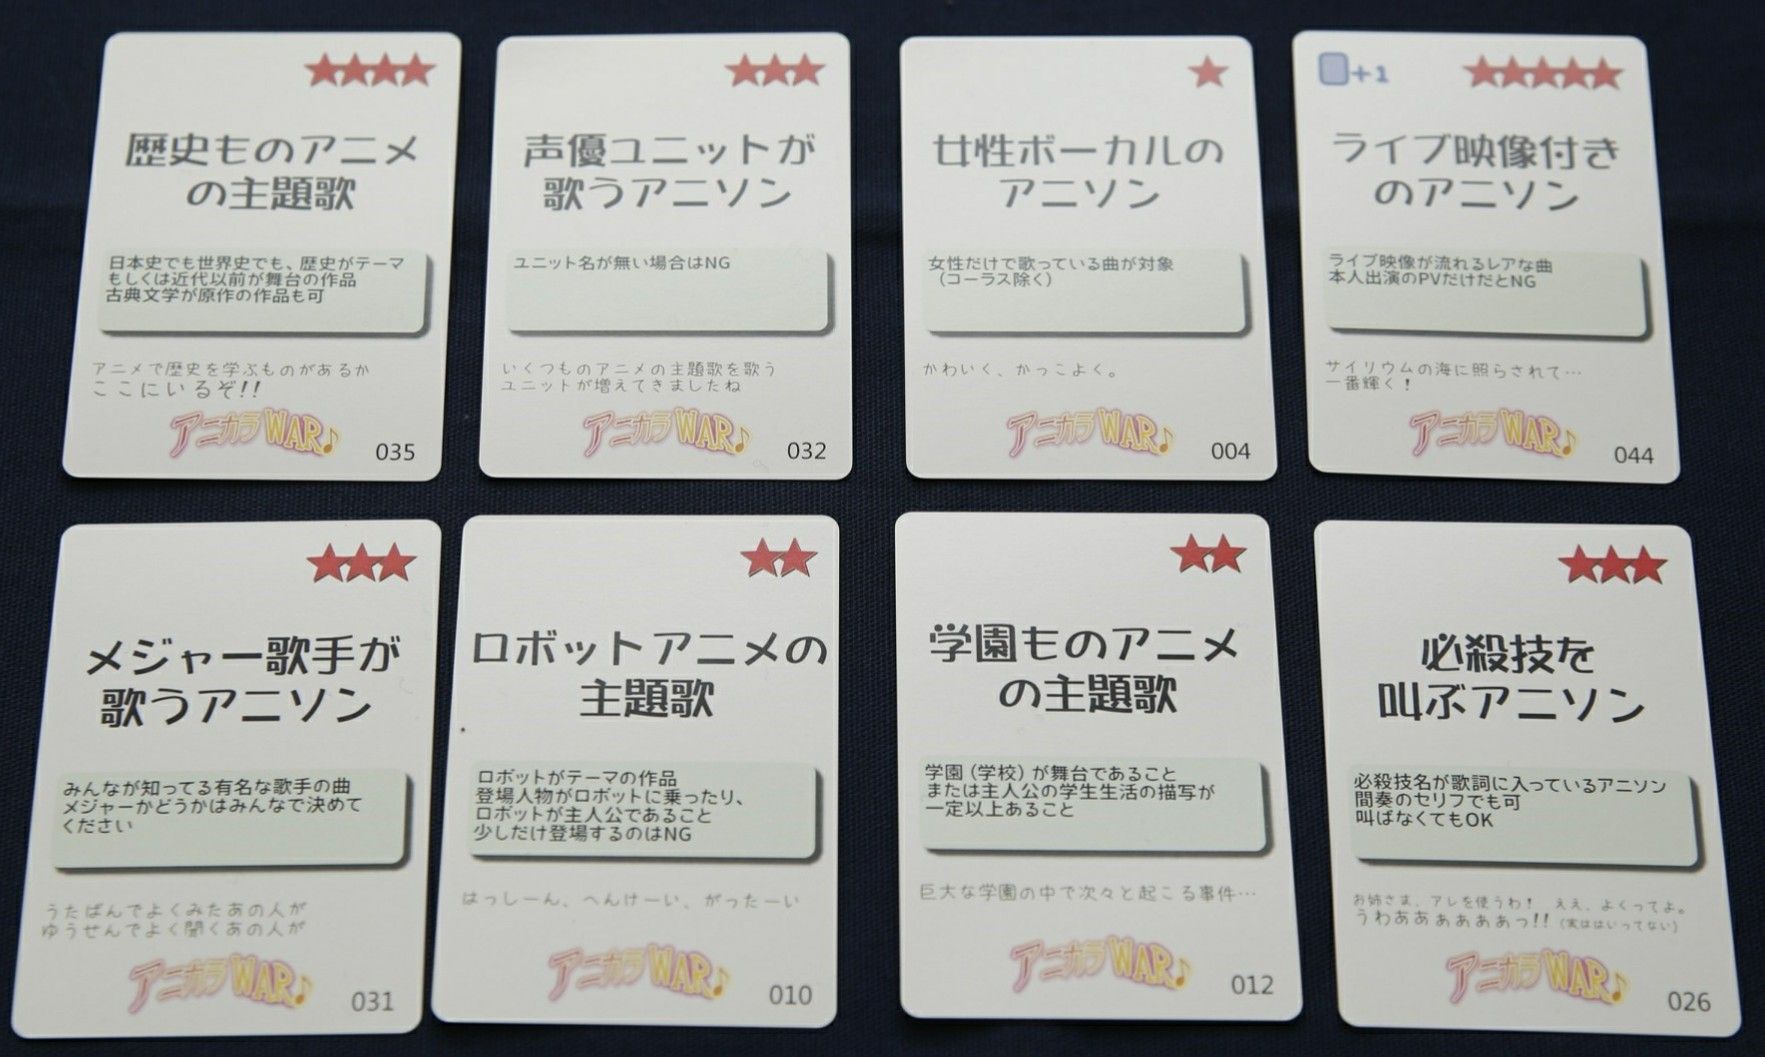 歴史ものアニメ
の主題歌
日本史でも世界史でも、歴史がテーマ
もしくは近代以前が舞台の作品
古典文学が原作の作品も可
アニメで歴史を学ぶものがあるか
ここにいるぞ!!
アニカラWAR♪
035
声優ユニットが
歌うアニソン
ユニット名が無い場合はNG
いくつものアニメの主題歌を歌う
ユニットが増えてきましたね
アニカラWAR♪
032
女性ボーカルの
アニソン
女性だけで歌っている曲が対象
（コーラス除く）
かわいく、かっこよく。
アニカラWAR♪
004
+1
ライブ映像付き
のアニソン
ライブ映像が流れるレアな曲
本人出演のPVだけだとNG
サイリウムの海に照らされて…
一番輝く！
アニカラWAR♪
044
メジャー歌手が
歌うアニソン
みんなが知ってる有名な歌手の曲
メジャーかどうかはみんなで決めて
ください
うたばんでよくみたあの人が
ゆうせんでよく聞くあの人が
アニカラWAR♪
031
ロボットアニメの
主題歌
ロボットがテーマの作品
登場人物がロボットに乗ったり、
ロボットが主人公であること
少しだけ登場するのはNG
はっしーん、へんけーい、がったーい
アニカラWAR♪
010
学園ものアニメ
の主題歌
学園（学校）が舞台であること
または主人公の学生生活の描写が
一定以上あること
巨大な学園の中で次々と起こる事件…
アニカラWAR♪
012
必殺技を
叫ぶアニソン
必殺技名が歌詞に入っているアニソン
間奏のセリフでも可
叫ばなくてもOK
お姉さま、アレを使うわ！　ええ、よくってよ。
うわあああああぁっ!!（実ははいってない）
アニカラWAR♪
026